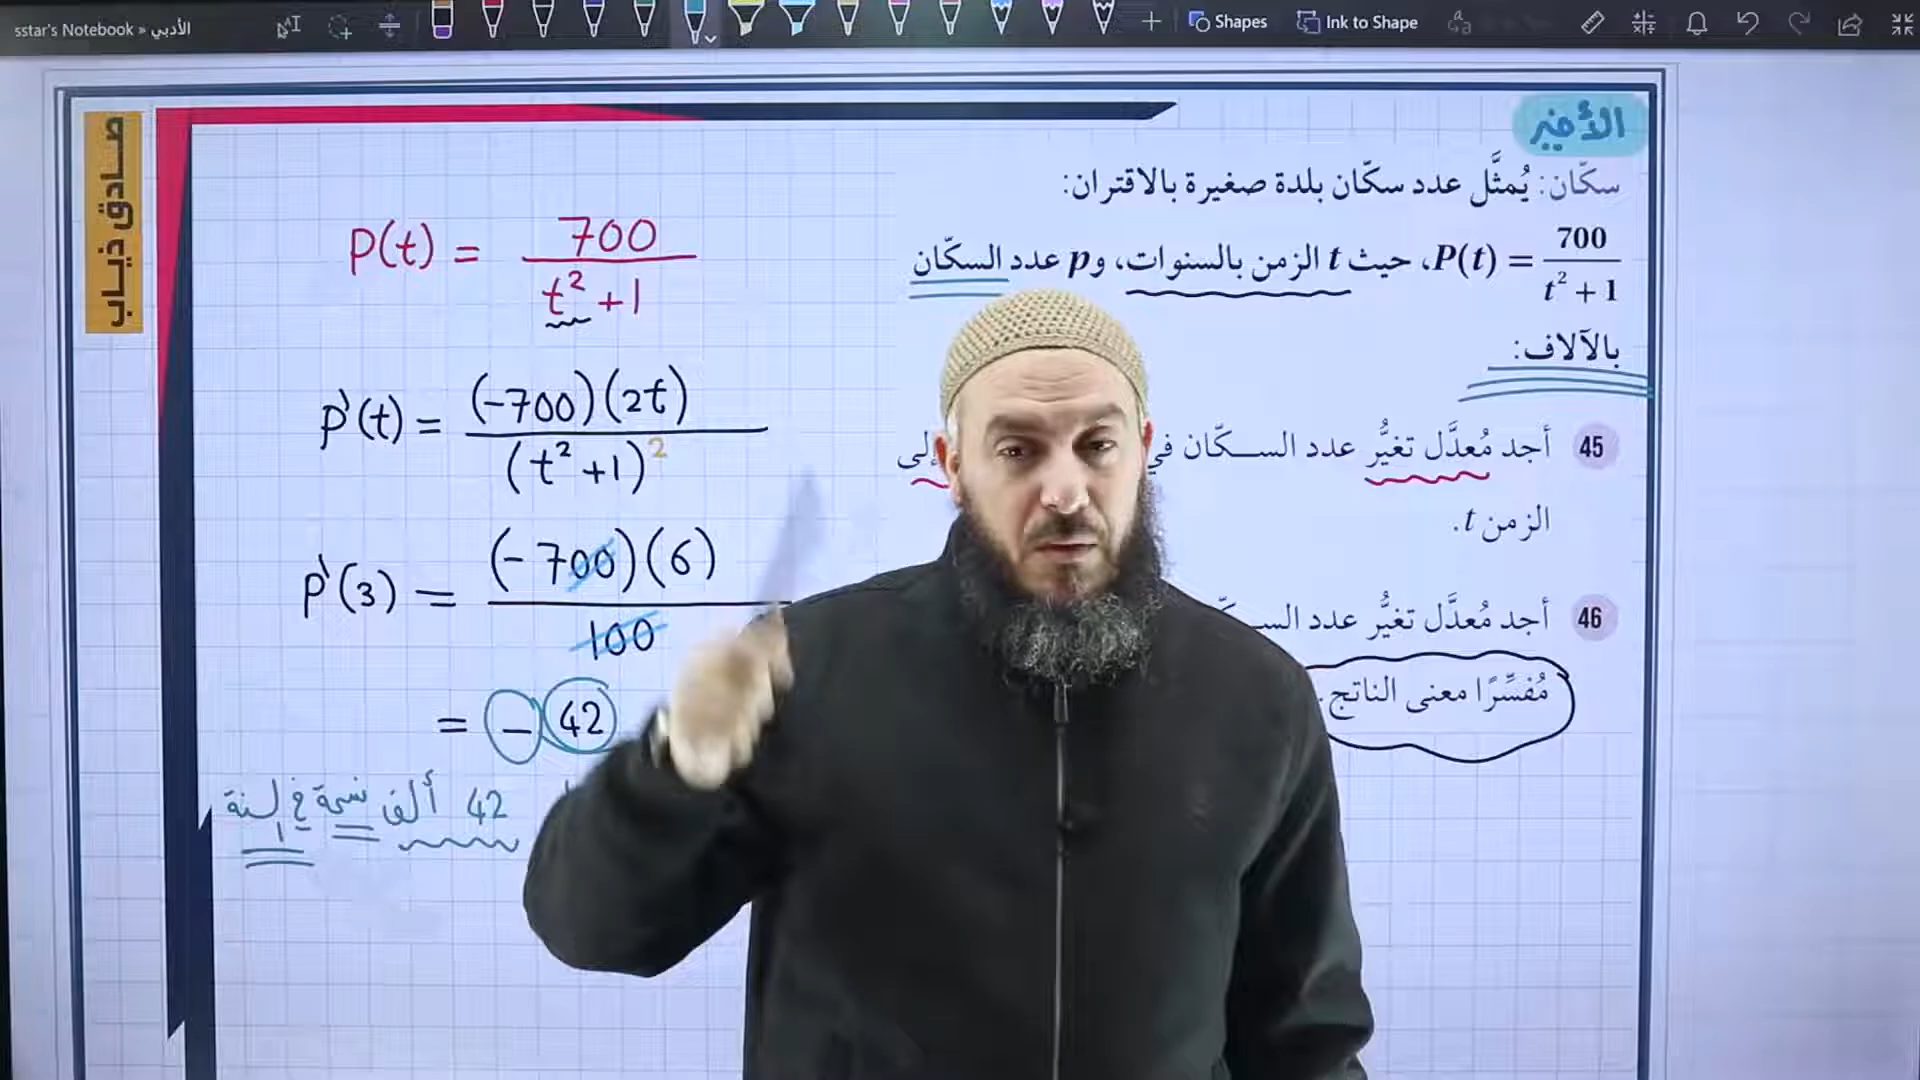 sstar's Notebook » الأدبي
Shapes
Ink to Shape
صادق ذياب
الأخير
سكّان: يُمثَّل عدد سكّان بلدة صغيرة بالاقتران:
P(t) = 700 / t² + 1، حيث t الزمن بالسنوات، وp عدد السكّان
بالآلاف:
45 أجد مُعدَّل تغيُّر عدد السكّان في إلى
الزمن t.
46 أجد مُعدَّل تغيُّر عدد
مُفسِّرًا معنى الناتج.
P(t) = 700 / t² + 1
P'(t) = (-700)(2t) / (t² + 1)²
P'(3) = (-700)(6) / 100
= - 42
42 ألف نسمة في السنة